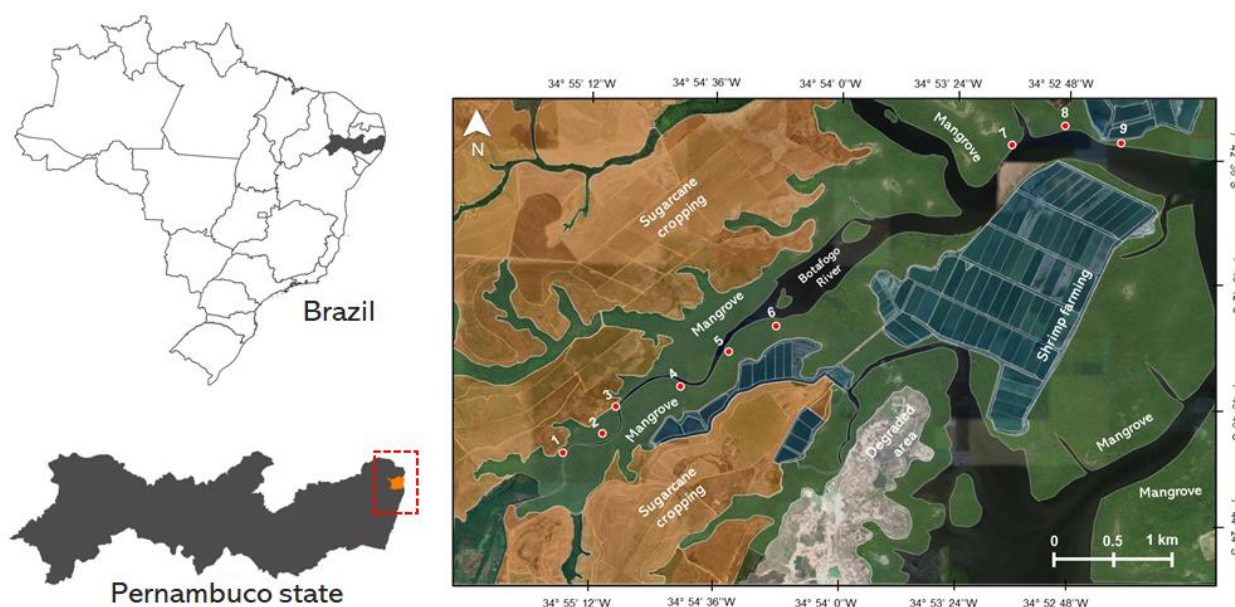 Brazil
Pernambuco state
34° 55' 12''W
34° 54' 36''W
34° 54' 0''W
34° 53' 24''W
34° 52' 48''W
N
Mangrove
7
8
9
Sugarcane
cropping
Botafogo
River
Mangrove
Shrimp farming
6
5
4
3
2
1
Mangrove
Degraded
area
Sugarcane
cropping
Mangrove
Mangrove
0
0.5
1 km
34° 55' 12''W
34° 54' 36''W
34° 54' 0''W
34° 53' 24''W
34° 52' 48''W